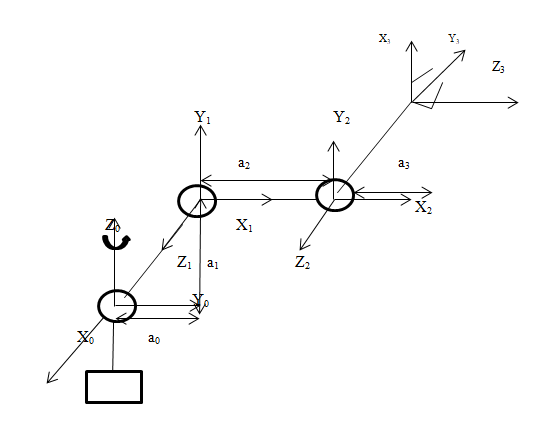 X₃ Y₃
Z₃
Y₁ Y₂
a₂ a₃
X₁ X₂
Z₀
Z₁ a₁ Z₂
Y₀
X₀ a₀